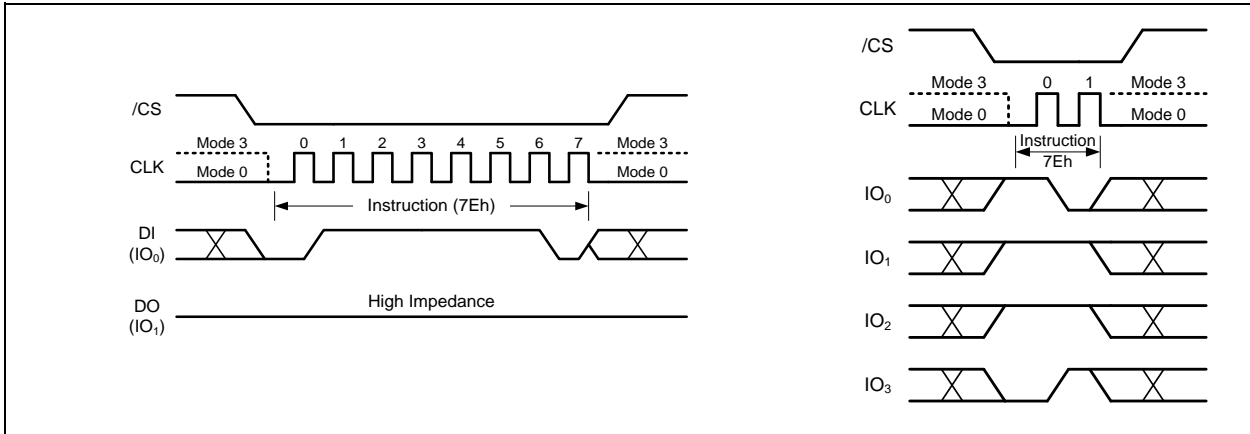 /CS
Mode 3 0 1 2 3 4 5 6 7 Mode 3
CLK
Mode 0 Mode 0
Instruction (7Eh)
DI
(IO₀)
High Impedance
DO
(IO₁)
/CS
Mode 3 0 1 Mode 3
CLK
Mode 0 Mode 0
Instruction
7Eh
IO₀
IO₁
IO₂
IO₃